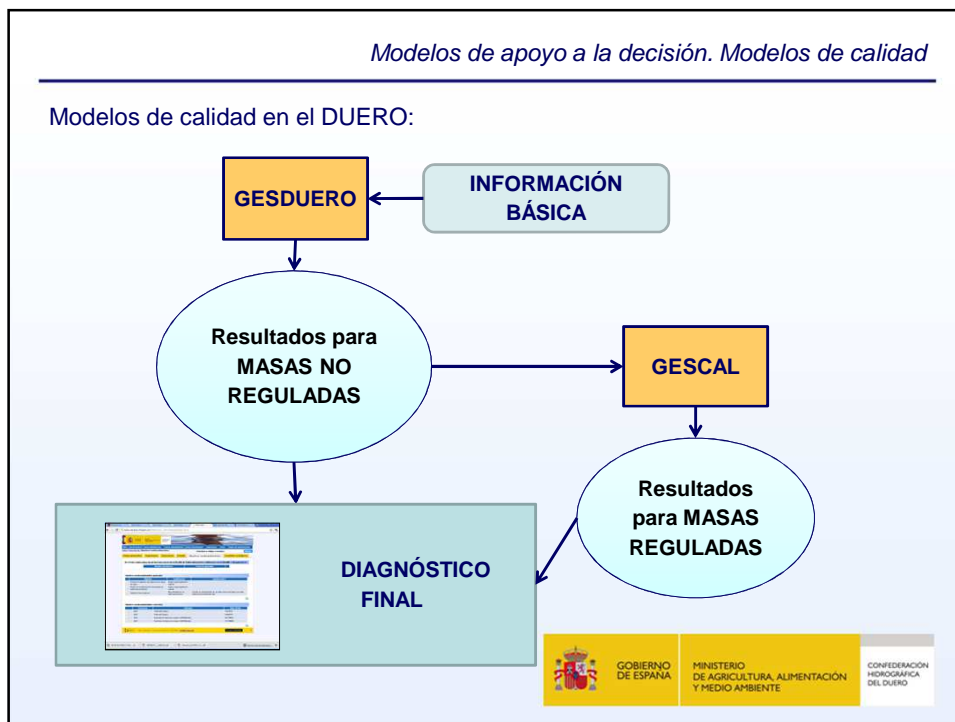 Modelos de apoyo a la decisión. Modelos de calidad
Modelos de calidad en el DUERO:
GESDUERO
INFORMACIÓN
BÁSICA
Resultados para
MASAS NO
REGULADAS
GESCAL
Resultados
para MASAS
REGULADAS
DIAGNÓSTICO
FINAL
GOBIERNO
DE ESPAÑA
MINISTERIO
DE AGRICULTURA, ALIMENTACIÓN
Y MEDIO AMBIENTE
CONFEDERACIÓN
HIDROGRÁFICA
DEL DUERO